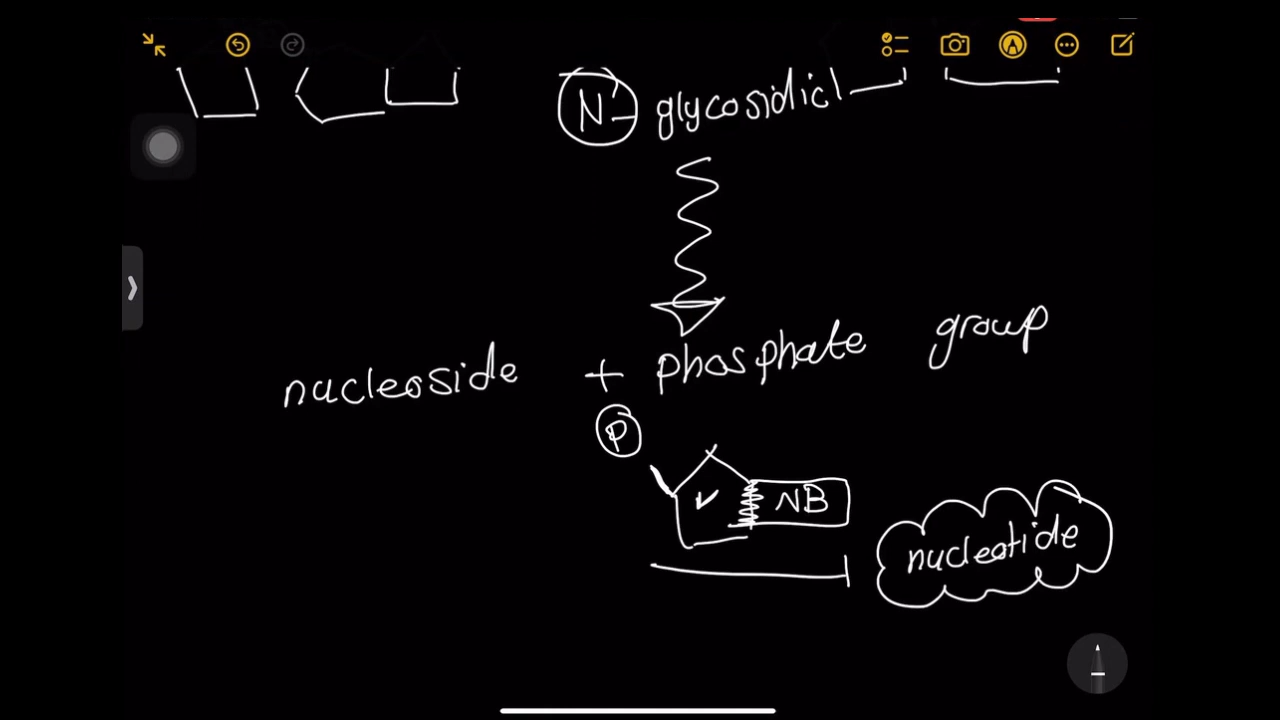 N- glycosidic
nucleoside + phosphate group
P
NB
nucleotide